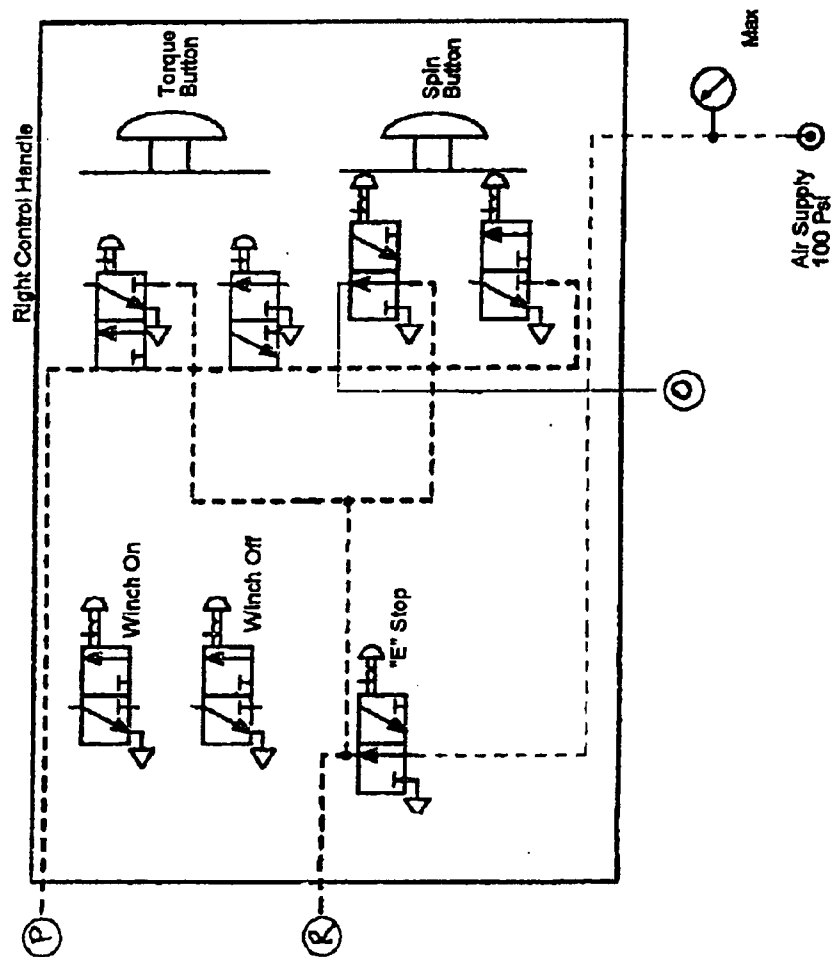 Right Control Handle
Torque
Button
Spin
Button
Max
Air Supply
100 Psi
Winch On
Winch Off
"E" Stop
P
R
O